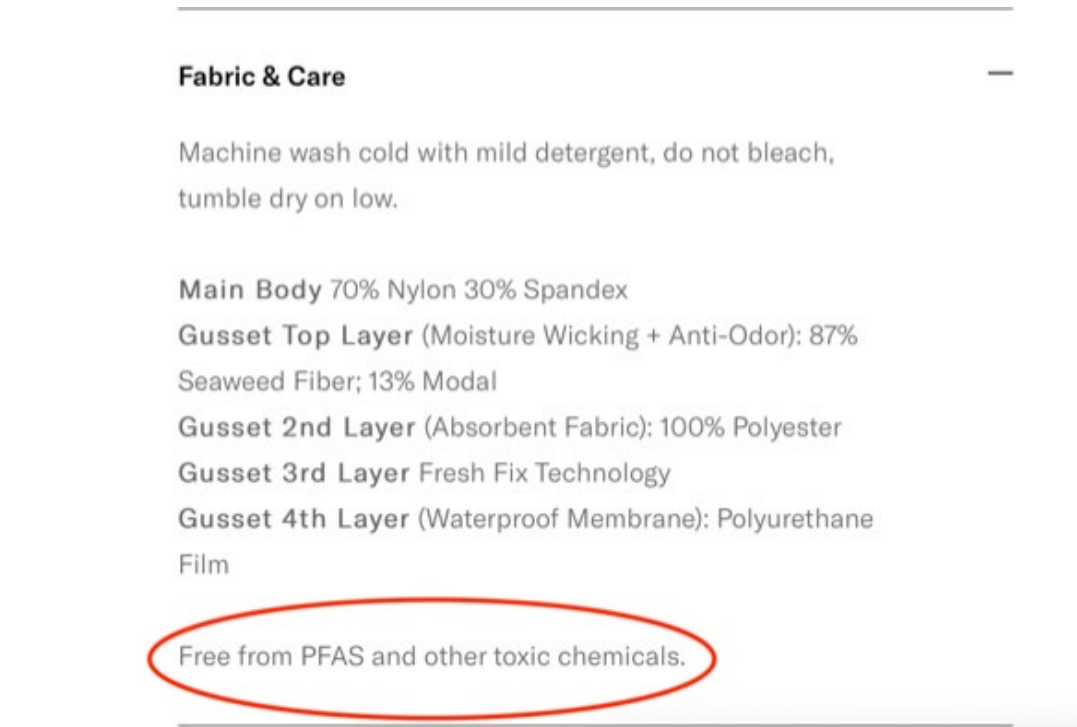 Fabric & Care
Machine wash cold with mild detergent, do not bleach,
tumble dry on low.
Main Body 70% Nylon 30% Spandex
Gusset Top Layer (Moisture Wicking + Anti-Odor): 87%
Seaweed Fiber; 13% Modal
Gusset 2nd Layer (Absorbent Fabric): 100% Polyester
Gusset 3rd Layer Fresh Fix Technology
Gusset 4th Layer (Waterproof Membrane): Polyurethane
Film
Free from PFAS and other toxic chemicals.